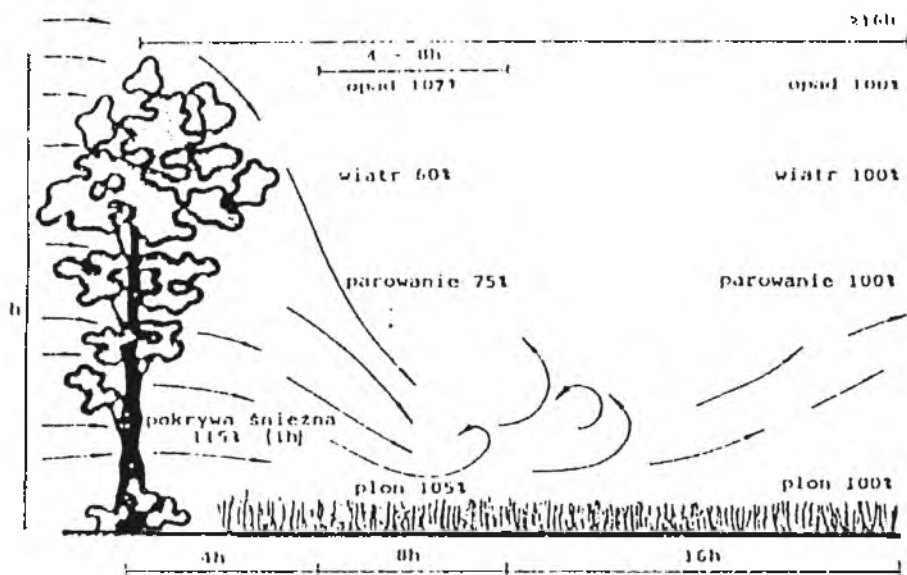 ≥16h
4 - 8h
opad 107%
opad 100%
wiatr 60%
wiatr 100%
parowanie 75%
parowanie 100%
h
pokrywa śnieżna
115% (1h)
plon 105%
plon 100%
4h
8h
16h